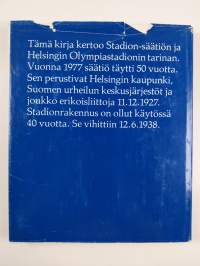 Tämä kirja kertoo Stadion-säätiön ja
Helsingin Olympiastadionin tarinan.
Vuonna 1977 säätiö täytti 50 vuotta.
Sen perustivat Helsingin kaupunki,
Suomen urheilun keskusjärjestöt ja
joukko erikoisliittoja 11.12.1927.
Stadionrakennus on ollut käytössä
40 vuotta. Se vihittiin 12.6.1938.